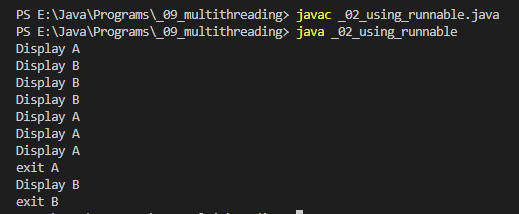 PS E:\Java\Programs\_09_multithreading> javac _02_using_runnable.java
PS E:\Java\Programs\_09_multithreading> java _02_using_runnable
Display A
Display B
Display B
Display B
Display A
Display A
Display A
exit A
Display B
exit B